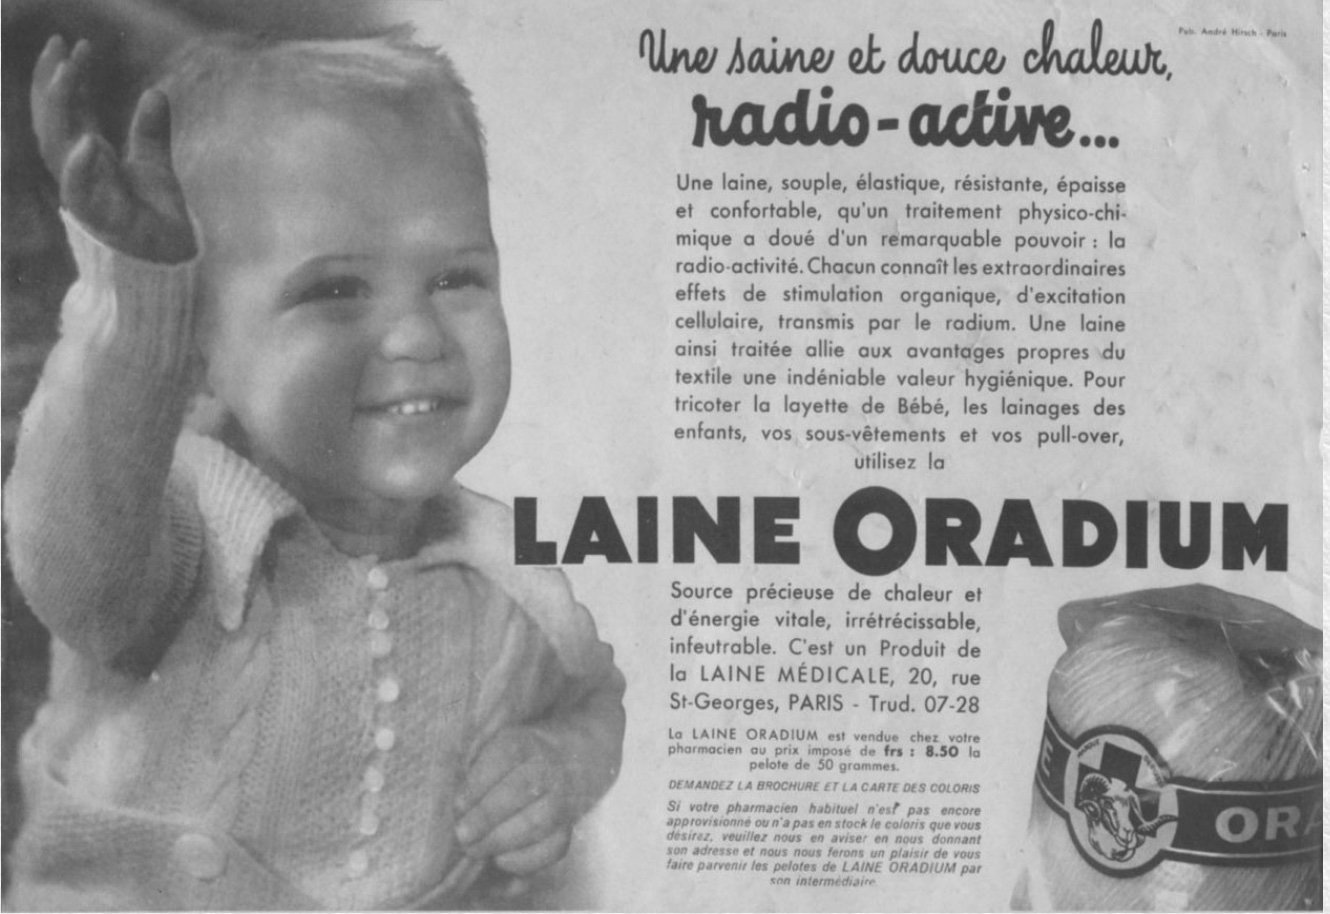 Pub. André Hirsch - Paris
Une saine et douce chaleur,
radio-active...
Une laine, souple, élastique, résistante, épaisse
et confortable, qu'un traitement physico-chi-
mique a doué d'un remarquable pouvoir : la
radio-activité. Chacun connaît les extraordinaires
effets de stimulation organique, d'excitation
cellulaire, transmis par le radium. Une laine
ainsi traitée allie aux avantages propres du
textile une indéniable valeur hygiénique. Pour
tricoter la layette de Bébé, les lainages des
enfants, vos sous-vêtements et vos pull-over,
utilisez la
LAINE ORADIUM
Source précieuse de chaleur et
d'énergie vitale, irrétrécissable,
infeutrable. C'est un Produit de
la LAINE MÉDICALE, 20, rue
St-Georges, PARIS - Trud. 07-28
La LAINE ORADIUM est vendue chez votre
pharmacien au prix imposé de frs : 8.50 la
pelote de 50 grammes.
DEMANDEZ LA BROCHURE ET LA CARTE DES COLORIS
Si votre pharmacien habituel n'est pas encore
approvisionné ou n'a pas en stock le coloris que vous
désirez, veuillez nous en aviser en nous donnant
son adresse et nous nous ferons un plaisir de vous
faire parvenir les pelotes de LAINE ORADIUM par
son intermédiaire
E
ORA